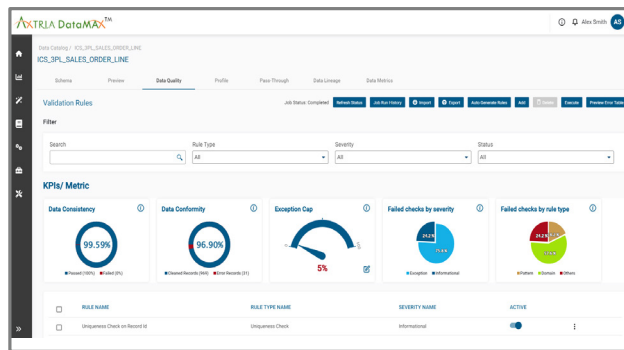 AXTRIA DataMAX™
Alex Smith AS
Data Catalog / ICS_3PL_SALES_ORDER_LINE
ICS_3PL_SALES_ORDER_LINE
Schema Preview Data Quality Profile Pass Through Data Lineage Data Metrics
Validation Rules Job Status: Completed Refresh Status Job Run History Import Export Auto Generate Rules Add Delete Execute Preview Error Table
Filter
Search Rule Type Severity Status
All All All
KPIs/ Metric
Data Consistency Data Conformity Exception Cap Failed checks by severity Failed checks by rule type
99.59% 96.90%
5%
Passed (100%) Failed (0%) Cleaned Records (969) Error Records (31) Exception Informational Pattern Domain Others
RULE NAME RULE TYPE NAME SEVERITY NAME ACTIVE
Uniqueness Check on Record Id Uniqueness Check Informational